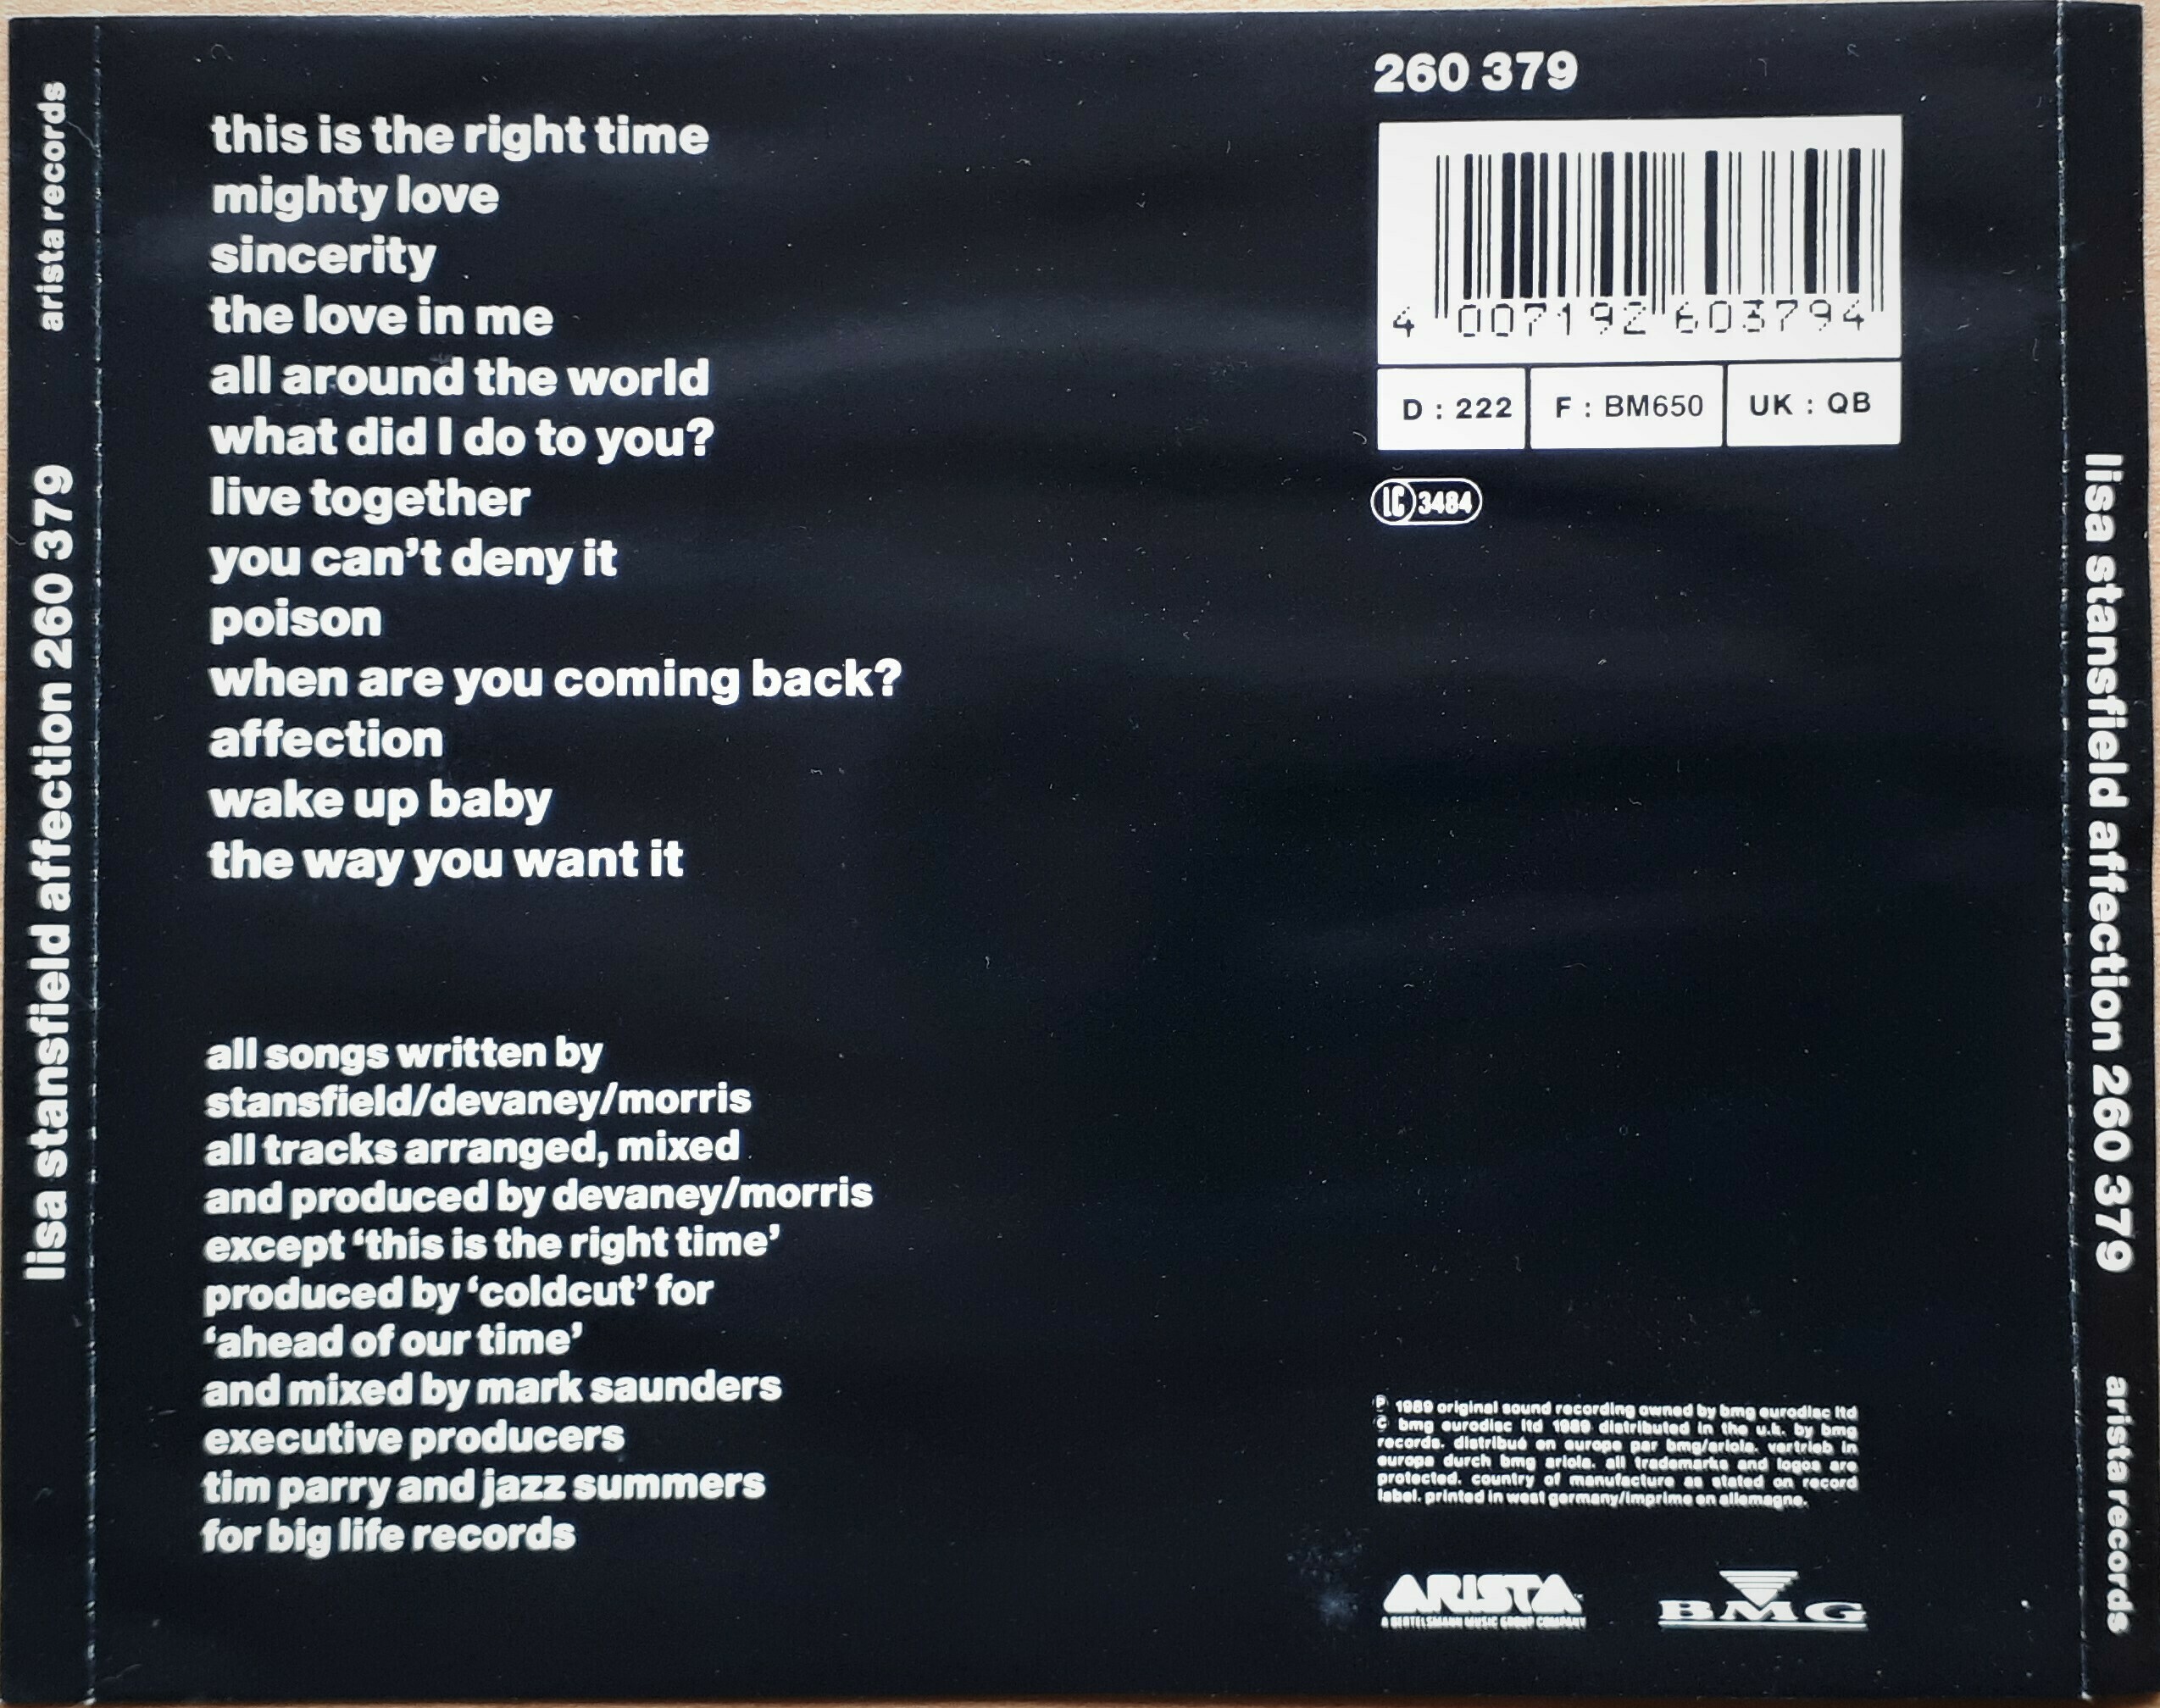 arista records
lisa stansfield affection 260 379
this is the right time
mighty love
sincerity
the love in me
all around the world
what did I do to you?
live together
you can't deny it
poison
when are you coming back?
affection
wake up baby
the way you want it
all songs written by
stansfield/devaney/morris
all tracks arranged, mixed
and produced by devaney/morris
except ‘this is the right time’
produced by ‘coldcut’ for
‘ahead of our time’
and mixed by mark saunders
executive producers
tim parry and jazz summers
for big life records
260 379
4 007192 603794
D : 222 F : BM650 UK : QB
LC 3484
℗ 1989 original sound recording owned by bmg eurodisc ltd
© bmg eurodisc ltd 1989 distributed in the u.k. by bmg
records. distribué en europe par bmg/ariola. vertrieb in
europa durch bmg ariola. all trademarks and logos are
protected. country of manufacture as stated on record
label. printed in west germany/imprime en allemagne.
ARISTA
A BERTELSMANN MUSIC GROUP COMPANY
BMG
lisa stansfield affection 260 379
arista records